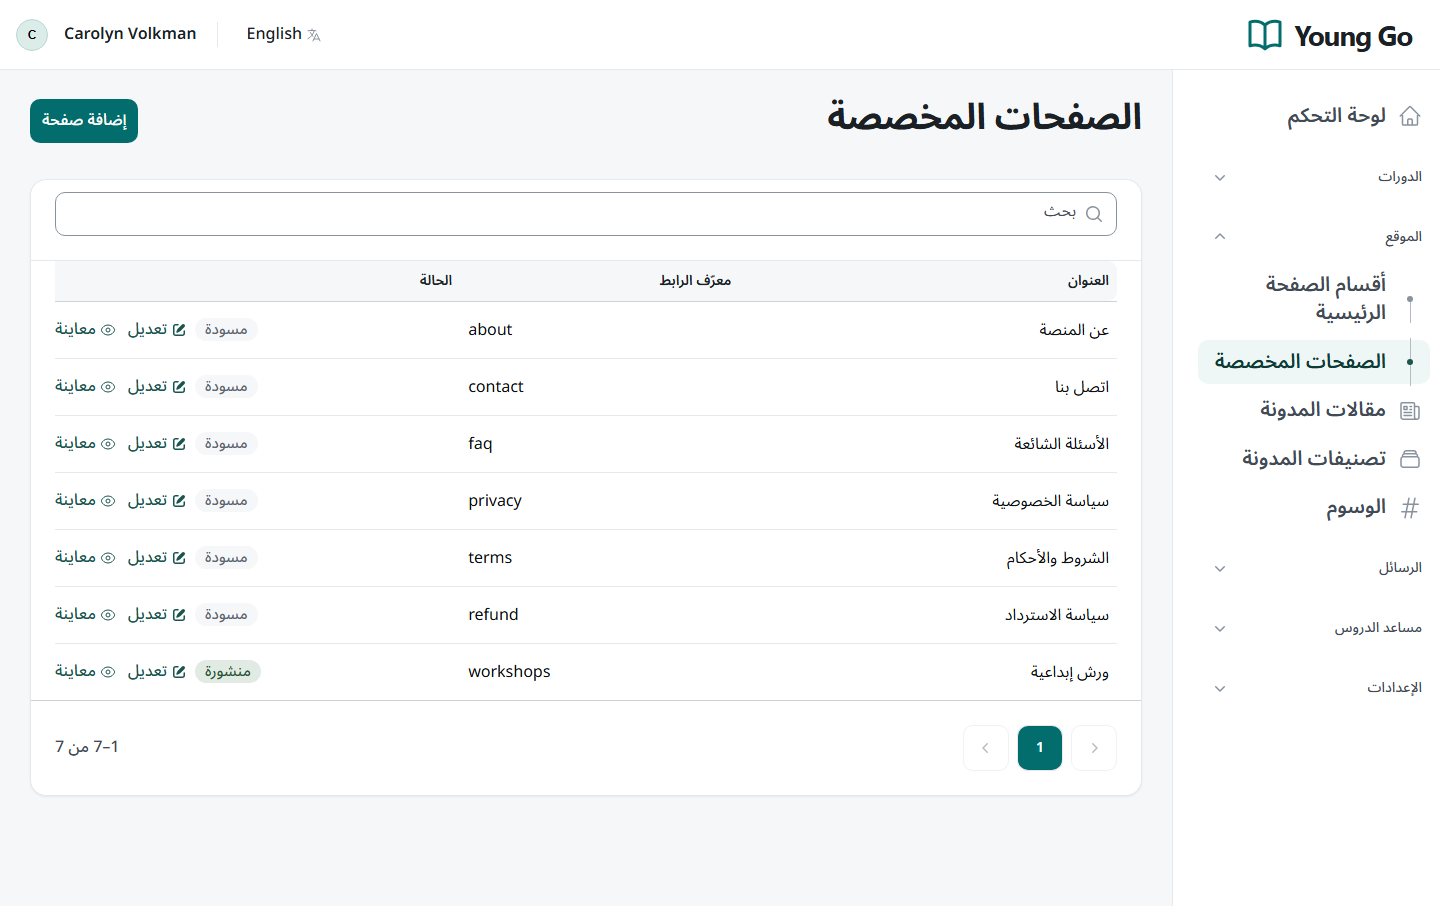 Young Go
English
Carolyn Volkman
C
لوحة التحكم
الدورات
الموقع
أقسام الصفحة
الرئيسية
الصفحات المخصصة
مقالات المدونة
تصنيفات المدونة
الوسوم
الرسائل
مساعد الدروس
الإعدادات
الصفحات المخصصة
إضافة صفحة
بحث
العنوان معرّف الرابط الحالة
عن المنصة about مسودة تعديل معاينة
اتصل بنا contact مسودة تعديل معاينة
الأسئلة الشائعة faq مسودة تعديل معاينة
سياسة الخصوصية privacy مسودة تعديل معاينة
الشروط والأحكام terms مسودة تعديل معاينة
سياسة الاسترداد refund مسودة تعديل معاينة
ورش إبداعية workshops منشورة تعديل معاينة
1
1–7 من 7